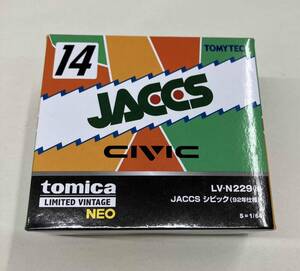 14
TOMYTEC
JACCS
CIVIC
tomica
LIMITED VINTAGE
NEO
LV-N229
JACCS シビック(92年仕様)
S=1/64